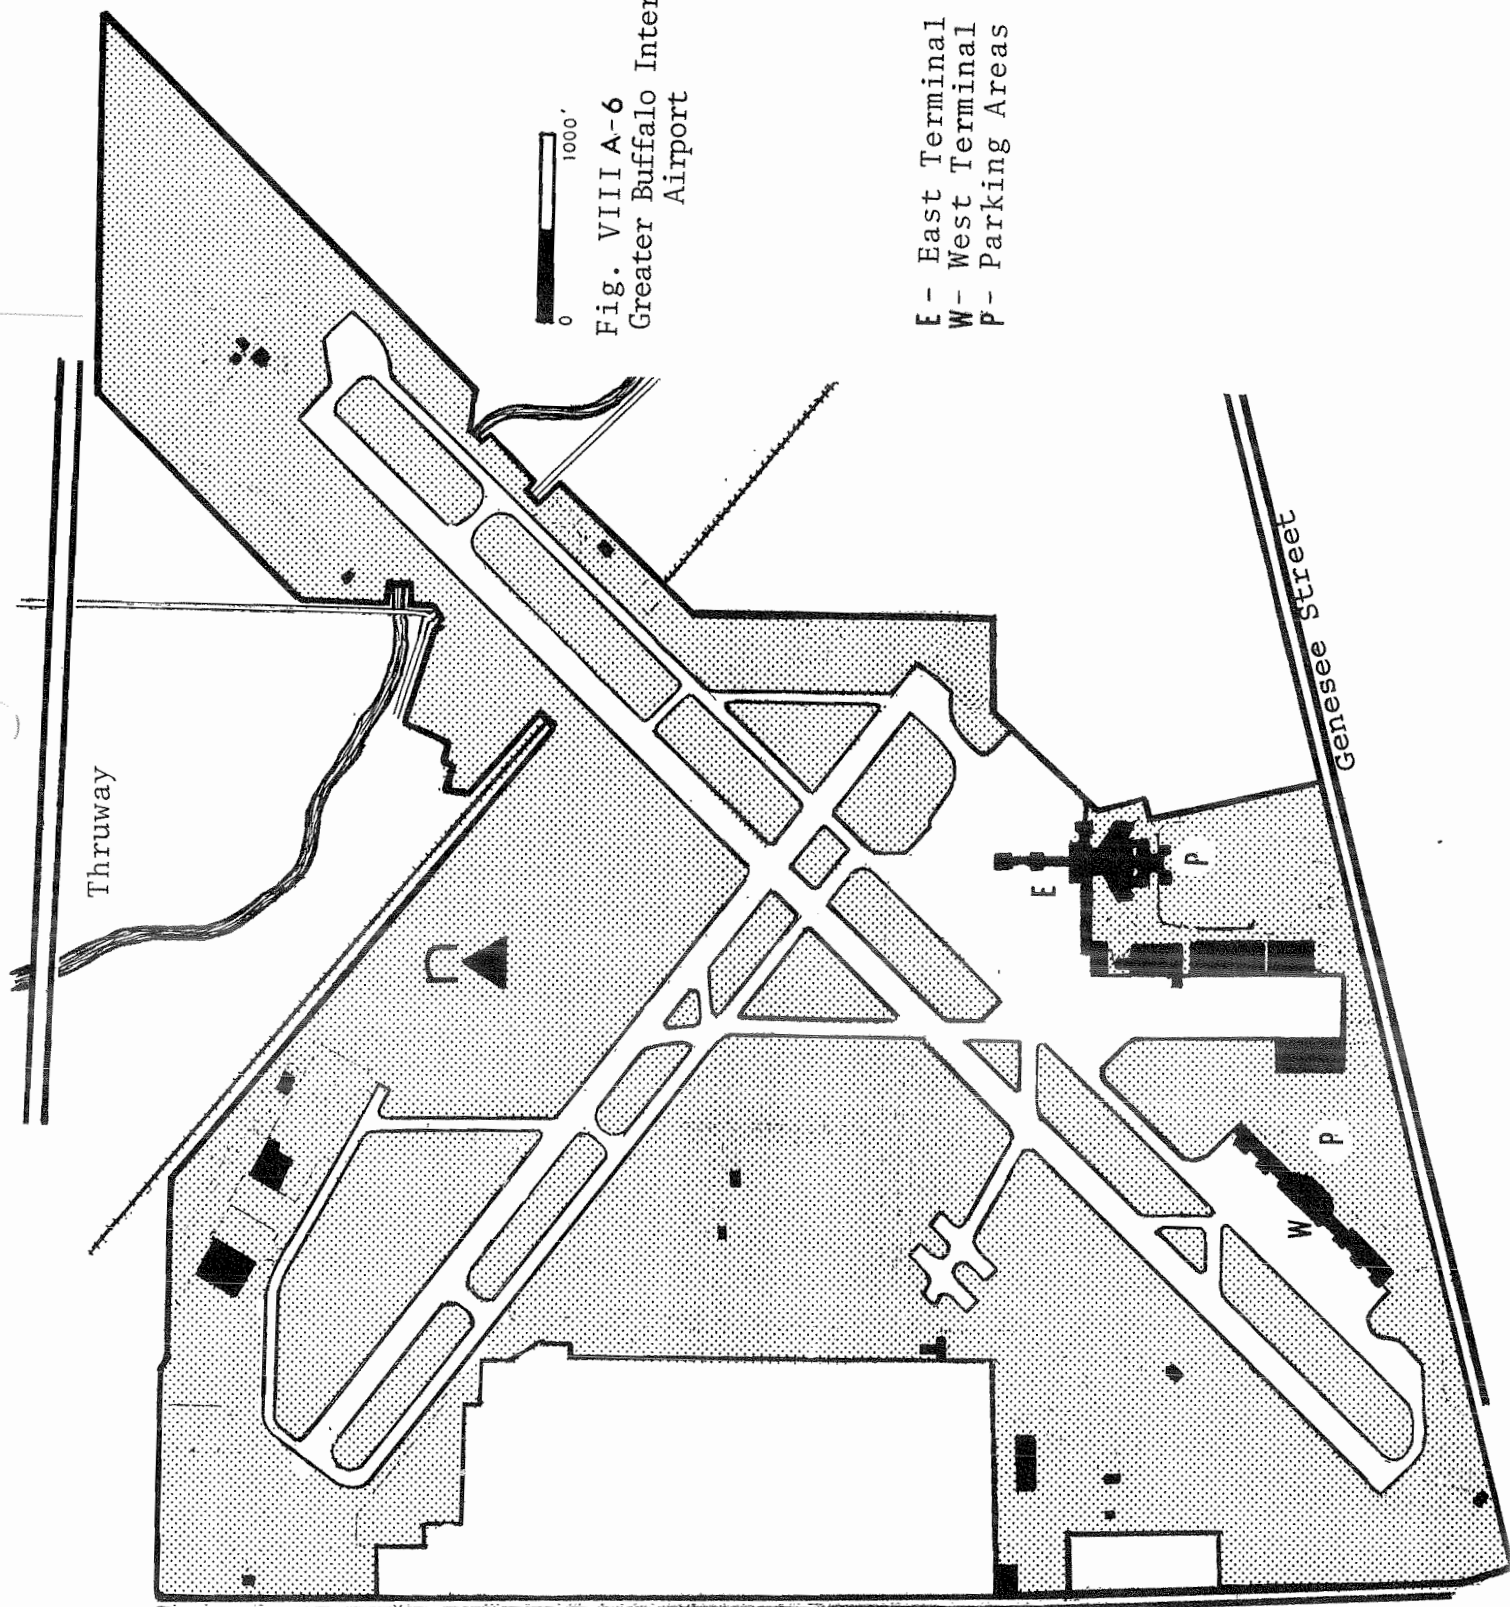 Thruway
0 1000'
Fig. VIII A-6
Greater Buffalo Inter
Airport
E - East Terminal
W - West Terminal
P - Parking Areas
Genesee Street
E
P
W
P